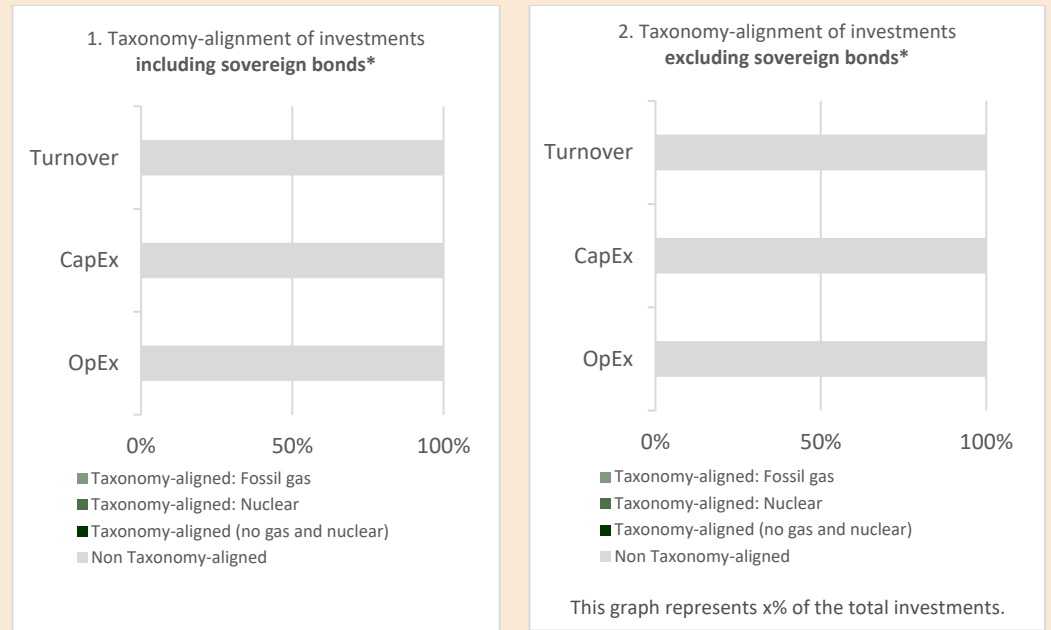 1. Taxonomy-alignment of investments
including sovereign bonds*
Turnover
CapEx
OpEx
0% 50% 100%
Taxonomy-aligned: Fossil gas
Taxonomy-aligned: Nuclear
Taxonomy-aligned (no gas and nuclear)
Non Taxonomy-aligned
2. Taxonomy-alignment of investments
excluding sovereign bonds*
Turnover
CapEx
OpEx
0% 50% 100%
Taxonomy-aligned: Fossil gas
Taxonomy-aligned: Nuclear
Taxonomy-aligned (no gas and nuclear)
Non Taxonomy-aligned
This graph represents x% of the total investments.